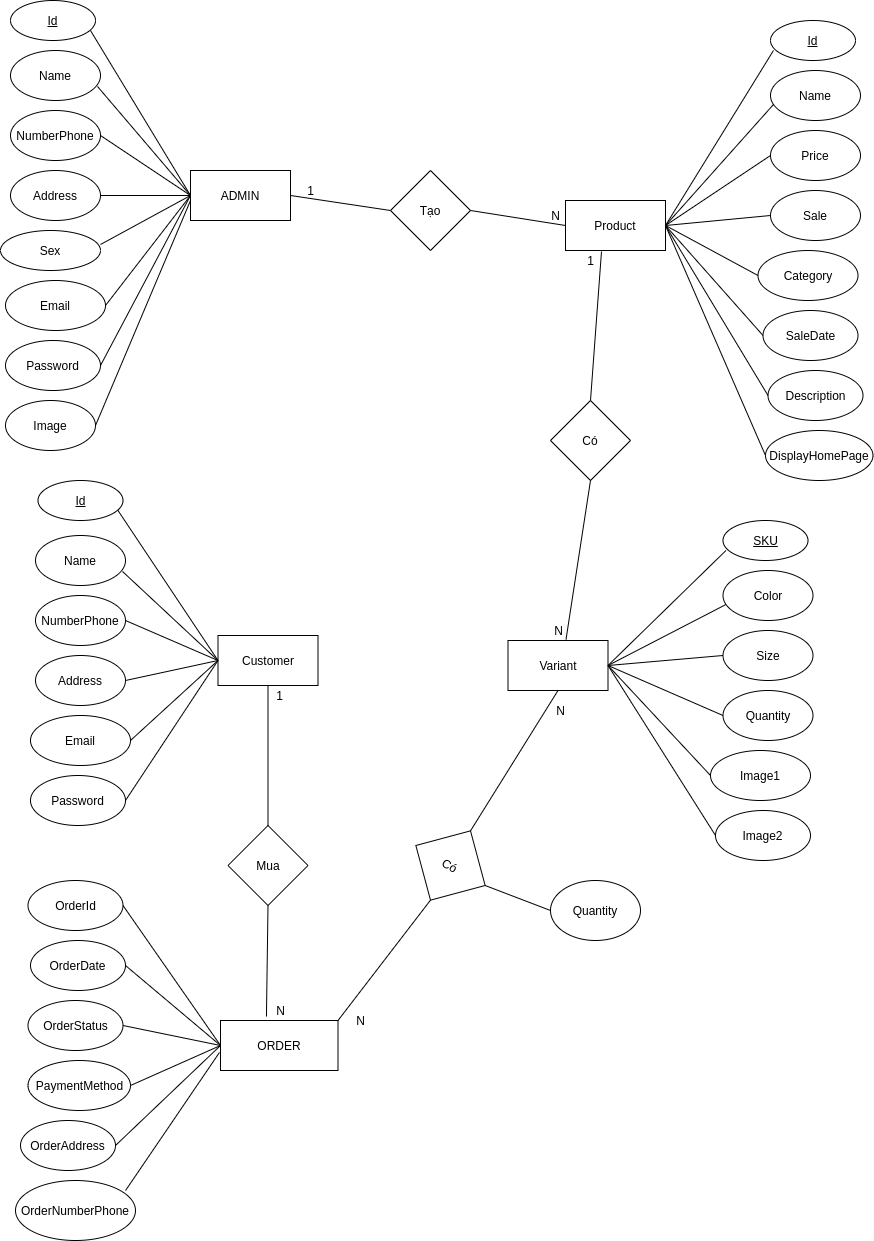 Id
Name
NumberPhone
Address
Sex
Email
Password
Image
ADMIN
1
Tạo
N
Product
1
Id
Name
Price
Sale
Category
SaleDate
Description
DisplayHomePage
Có
N
Variant
N
SKU
Color
Size
Quantity
Image1
Image2
Id
Name
NumberPhone
Address
Email
Password
Customer
1
Mua
N
Có
Quantity
N
ORDER
OrderId
OrderDate
OrderStatus
PaymentMethod
OrderAddress
OrderNumberPhone